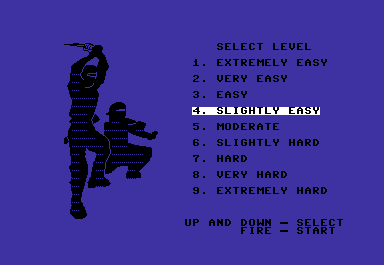 SELECT LEVEL
1. EXTREMELY EASY
2. VERY EASY
3. EASY
4. SLIGHTLY EASY
5. MODERATE
6. SLIGHTLY HARD
7. HARD
8. VERY HARD
9. EXTREMELY HARD
UP AND DOWN – SELECT
FIRE – START